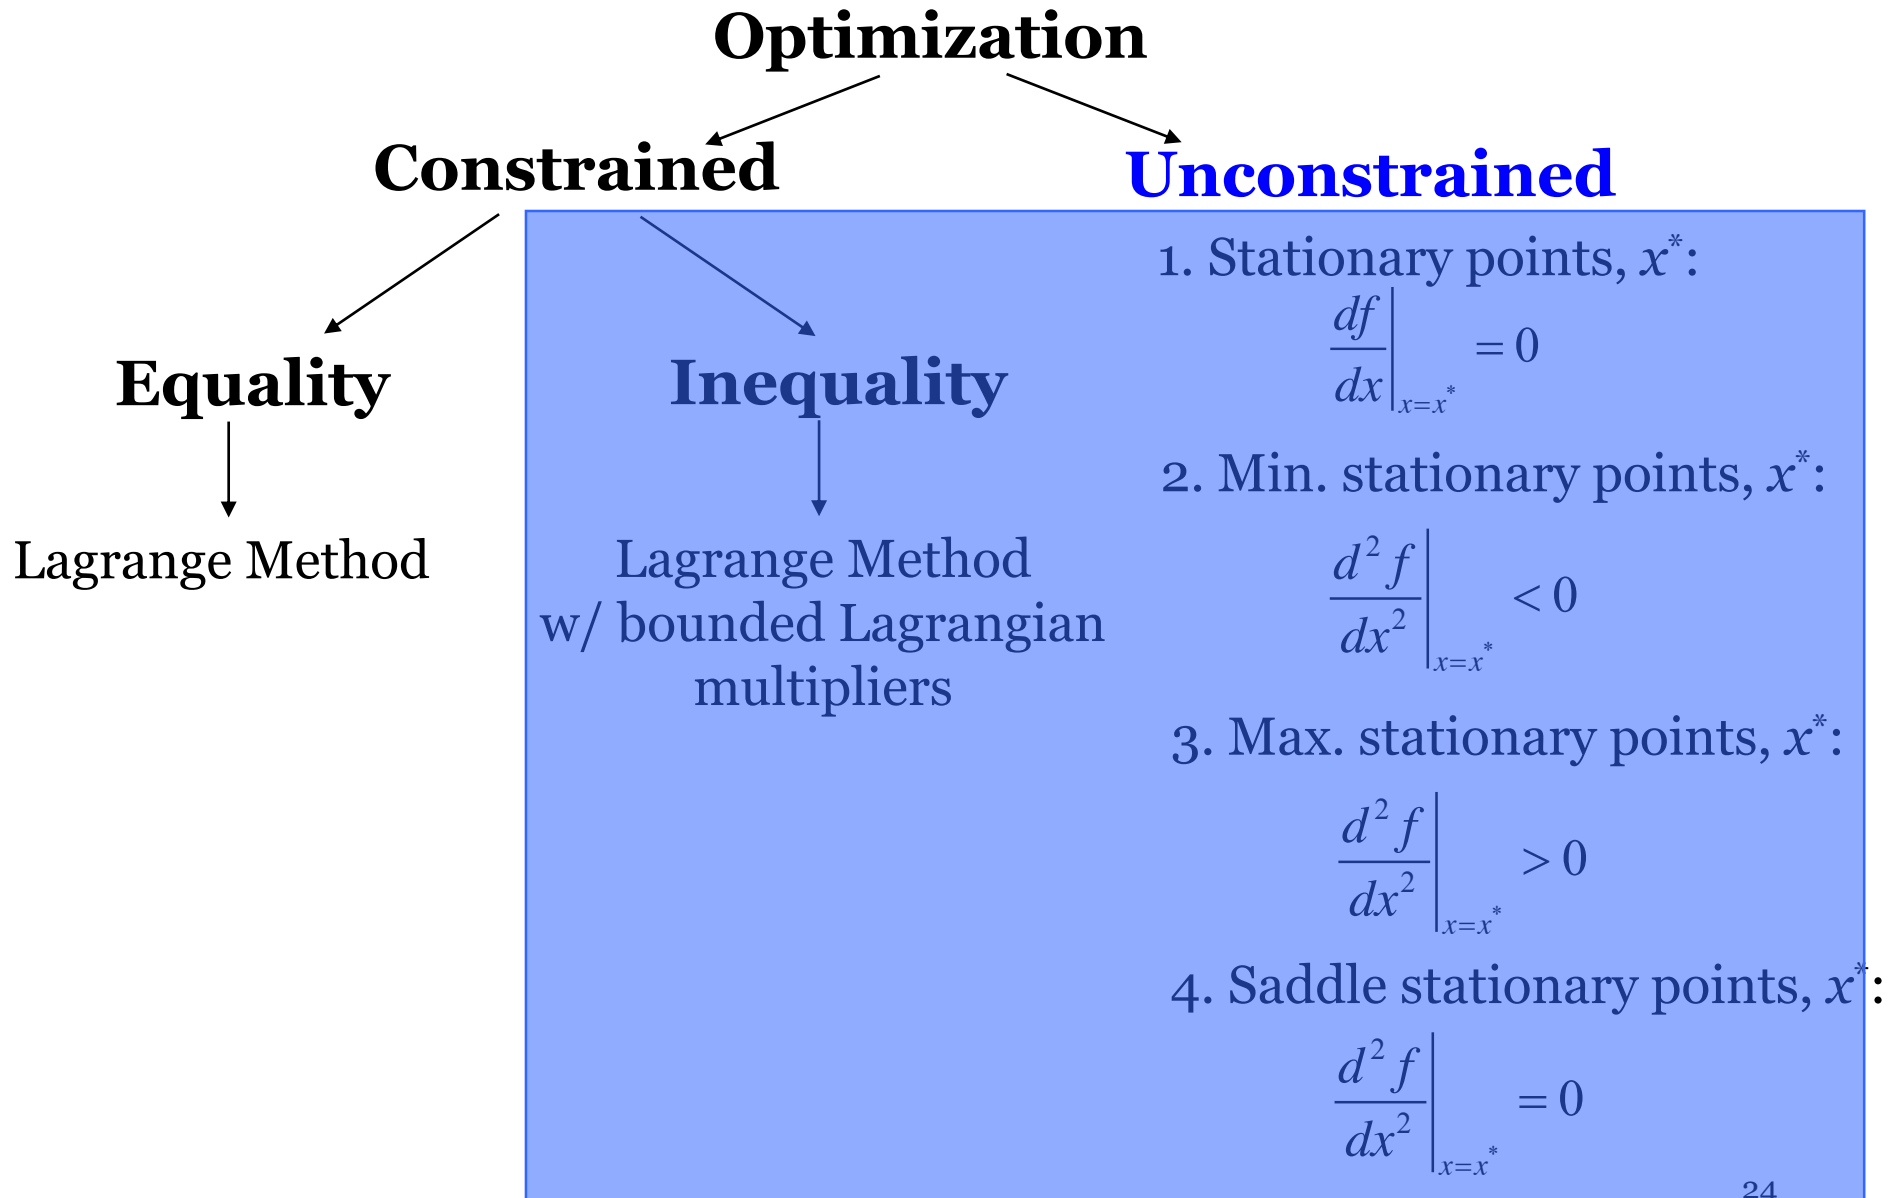 Optimization
Constrained
Unconstrained
Equality
Inequality
Lagrange Method
Lagrange Method
w/ bounded Lagrangian
multipliers
1. Stationary points, x*:
df/dx|x=x* = 0
2. Min. stationary points, x*:
d²f/dx²|x=x* < 0
3. Max. stationary points, x*:
d²f/dx²|x=x* > 0
4. Saddle stationary points, x*:
d²f/dx²|x=x* = 0
24